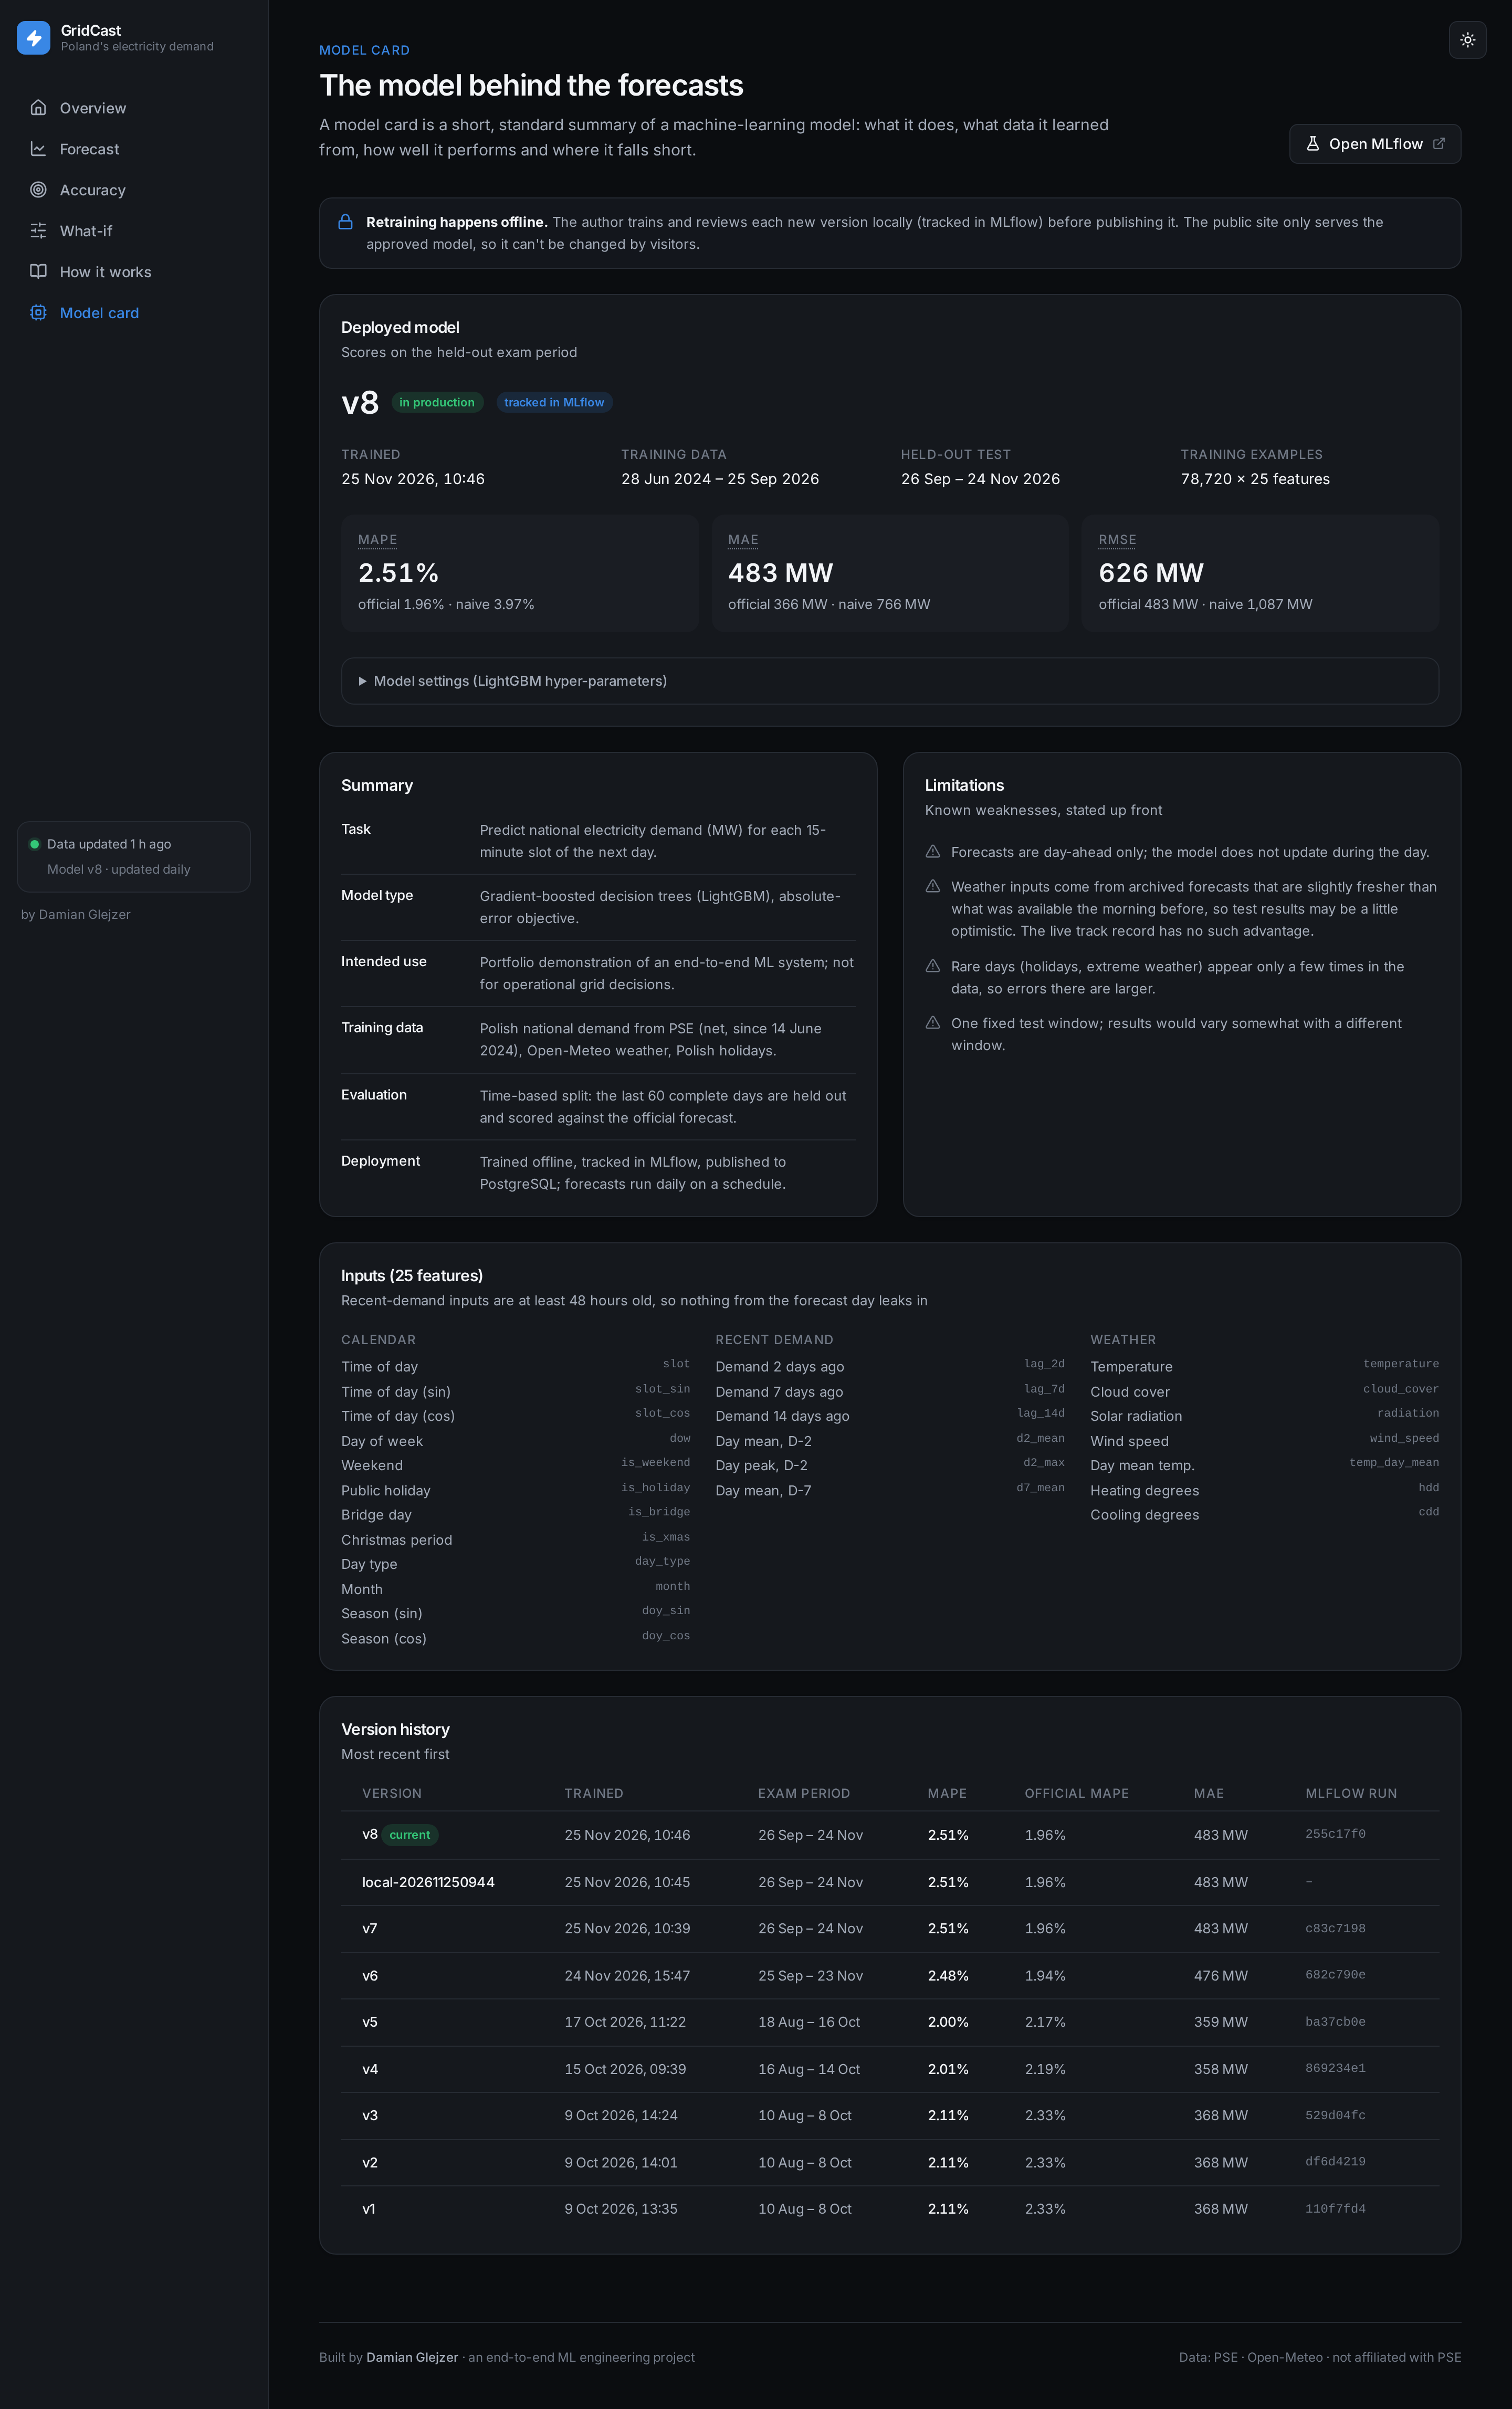 GridCast
Poland's electricity demand
Overview
Forecast
Accuracy
What-if
How it works
Model card
Data updated 1 h ago
Model v8 · updated daily
by Damian Glejzer
MODEL CARD
The model behind the forecasts
A model card is a short, standard summary of a machine-learning model: what it does, what data it learned
from, how well it performs and where it falls short.
Open MLflow
Retraining happens offline. The author trains and reviews each new version locally (tracked in MLflow) before publishing it. The public site only serves the
approved model, so it can't be changed by visitors.
Deployed model
Scores on the held-out exam period
v8 in production tracked in MLflow
TRAINED TRAINING DATA HELD-OUT TEST TRAINING EXAMPLES
25 Nov 2026, 10:46 28 Jun 2024 – 25 Sep 2026 26 Sep – 24 Nov 2026 78,720 × 25 features
MAPE MAE RMSE
2.51% 483 MW 626 MW
official 1.96% · naive 3.97% official 366 MW · naive 766 MW official 483 MW · naive 1,087 MW
Model settings (LightGBM hyper-parameters)
Summary
Task Predict national electricity demand (MW) for each 15-
minute slot of the next day.
Model type Gradient-boosted decision trees (LightGBM), absolute-
error objective.
Intended use Portfolio demonstration of an end-to-end ML system; not
for operational grid decisions.
Training data Polish national demand from PSE (net, since 14 June
2024), Open-Meteo weather, Polish holidays.
Evaluation Time-based split: the last 60 complete days are held out
and scored against the official forecast.
Deployment Trained offline, tracked in MLflow, published to
PostgreSQL; forecasts run daily on a schedule.
Limitations
Known weaknesses, stated up front
Forecasts are day-ahead only; the model does not update during the day.
Weather inputs come from archived forecasts that are slightly fresher than
what was available the morning before, so test results may be a little
optimistic. The live track record has no such advantage.
Rare days (holidays, extreme weather) appear only a few times in the
data, so errors there are larger.
One fixed test window; results would vary somewhat with a different
window.
Inputs (25 features)
Recent-demand inputs are at least 48 hours old, so nothing from the forecast day leaks in
CALENDAR
Time of day slot
Time of day (sin) slot_sin
Time of day (cos) slot_cos
Day of week dow
Weekend is_weekend
Public holiday is_holiday
Bridge day is_bridge
Christmas period is_xmas
Day type day_type
Month month
Season (sin) doy_sin
Season (cos) doy_cos
RECENT DEMAND
Demand 2 days ago lag_2d
Demand 7 days ago lag_7d
Demand 14 days ago lag_14d
Day mean, D-2 d2_mean
Day peak, D-2 d2_max
Day mean, D-7 d7_mean
WEATHER
Temperature temperature
Cloud cover cloud_cover
Solar radiation radiation
Wind speed wind_speed
Day mean temp. temp_day_mean
Heating degrees hdd
Cooling degrees cdd
Version history
Most recent first
VERSION TRAINED EXAM PERIOD MAPE OFFICIAL MAPE MAE MLFLOW RUN
v8 current 25 Nov 2026, 10:46 26 Sep – 24 Nov 2.51% 1.96% 483 MW 255c17f0
local-202611250944 25 Nov 2026, 10:45 26 Sep – 24 Nov 2.51% 1.96% 483 MW –
v7 25 Nov 2026, 10:39 26 Sep – 24 Nov 2.51% 1.96% 483 MW c83c7198
v6 24 Nov 2026, 15:47 25 Sep – 23 Nov 2.48% 1.94% 476 MW 682c790e
v5 17 Oct 2026, 11:22 18 Aug – 16 Oct 2.00% 2.17% 359 MW ba37cb0e
v4 15 Oct 2026, 09:39 16 Aug – 14 Oct 2.01% 2.19% 358 MW 869234e1
v3 9 Oct 2026, 14:24 10 Aug – 8 Oct 2.11% 2.33% 368 MW 529d04fc
v2 9 Oct 2026, 14:01 10 Aug – 8 Oct 2.11% 2.33% 368 MW df6d4219
v1 9 Oct 2026, 13:35 10 Aug – 8 Oct 2.11% 2.33% 368 MW 110f7fd4
Built by Damian Glejzer · an end-to-end ML engineering project
Data: PSE · Open-Meteo · not affiliated with PSE